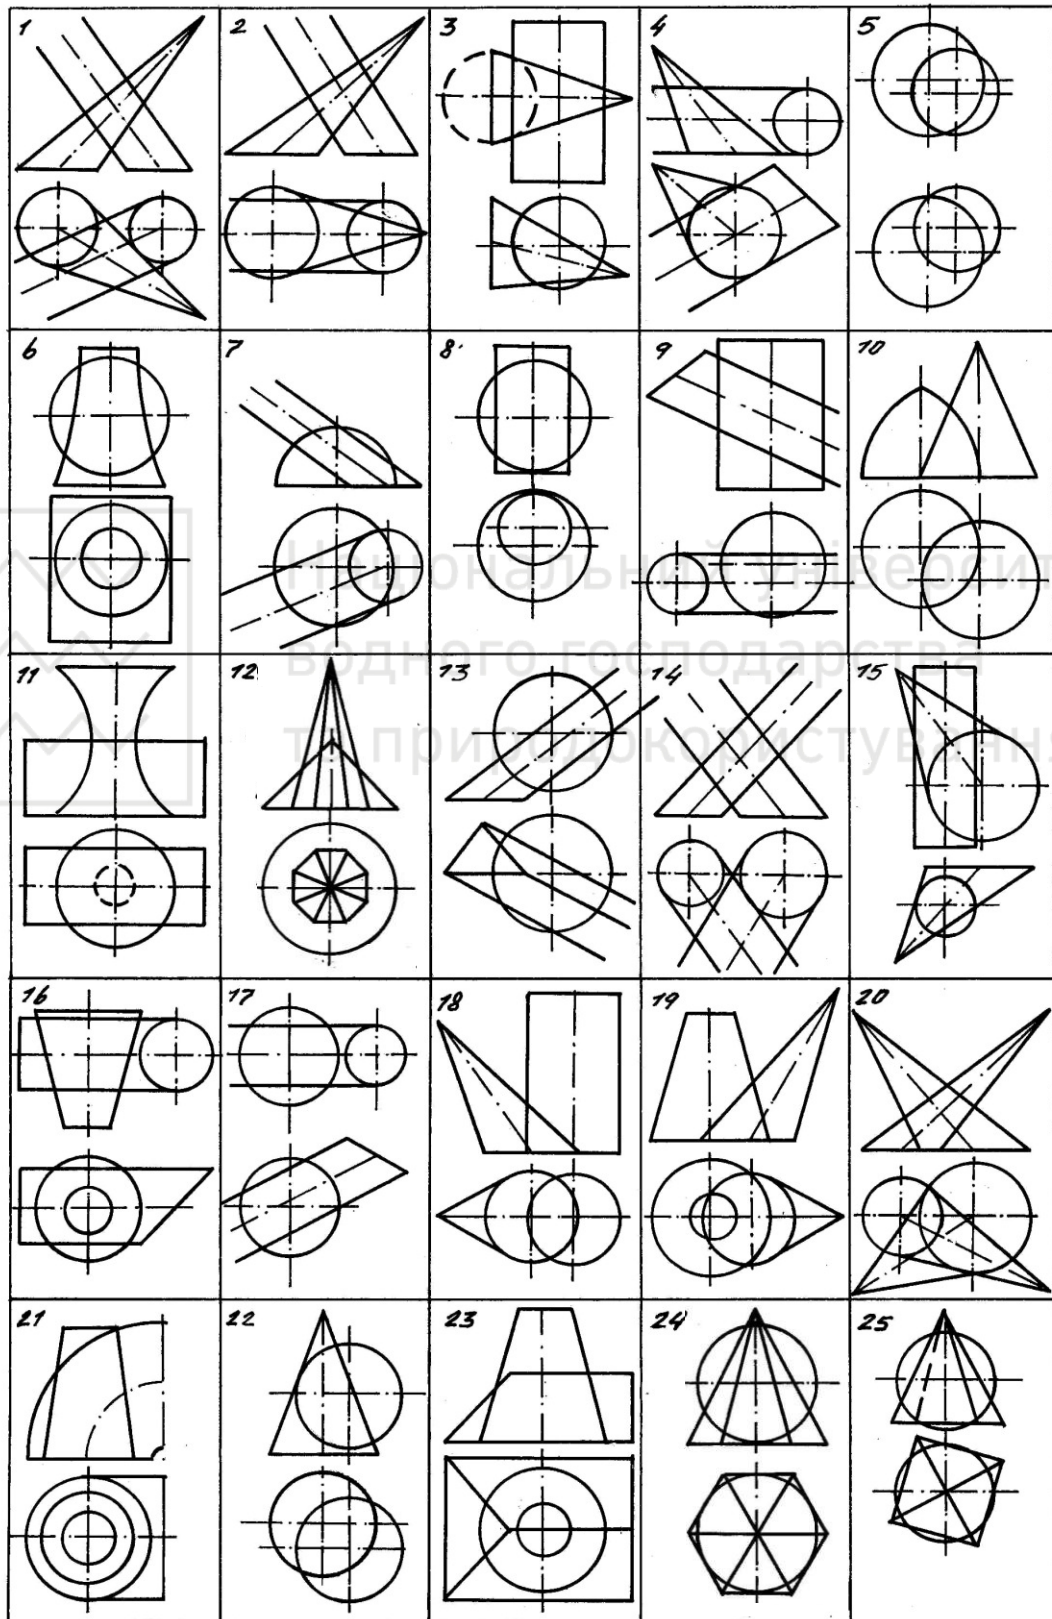 1 2 3 4 5
6 7 8 9 10
Національний університ
водного господарства
та природокористування
11 12 13 14 15
16 17 18 19 20
21 22 23 24 25